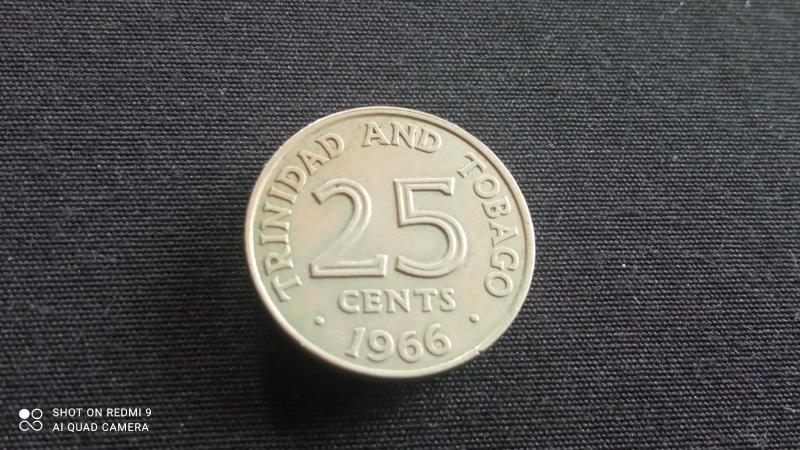 TRINIDAD AND TOBAGO
25
CENTS
• 1966 •
SHOT ON REDMI 9
AI QUAD CAMERA